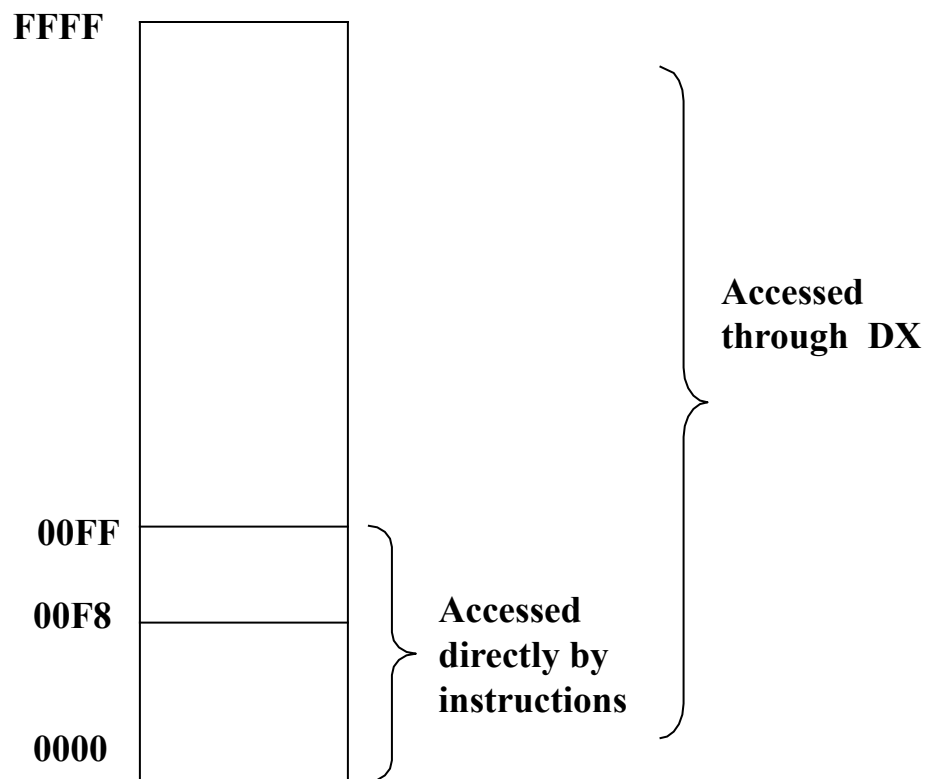 FFFF
Accessed
through DX
00FF
00F8
Accessed
directly by
instructions
0000